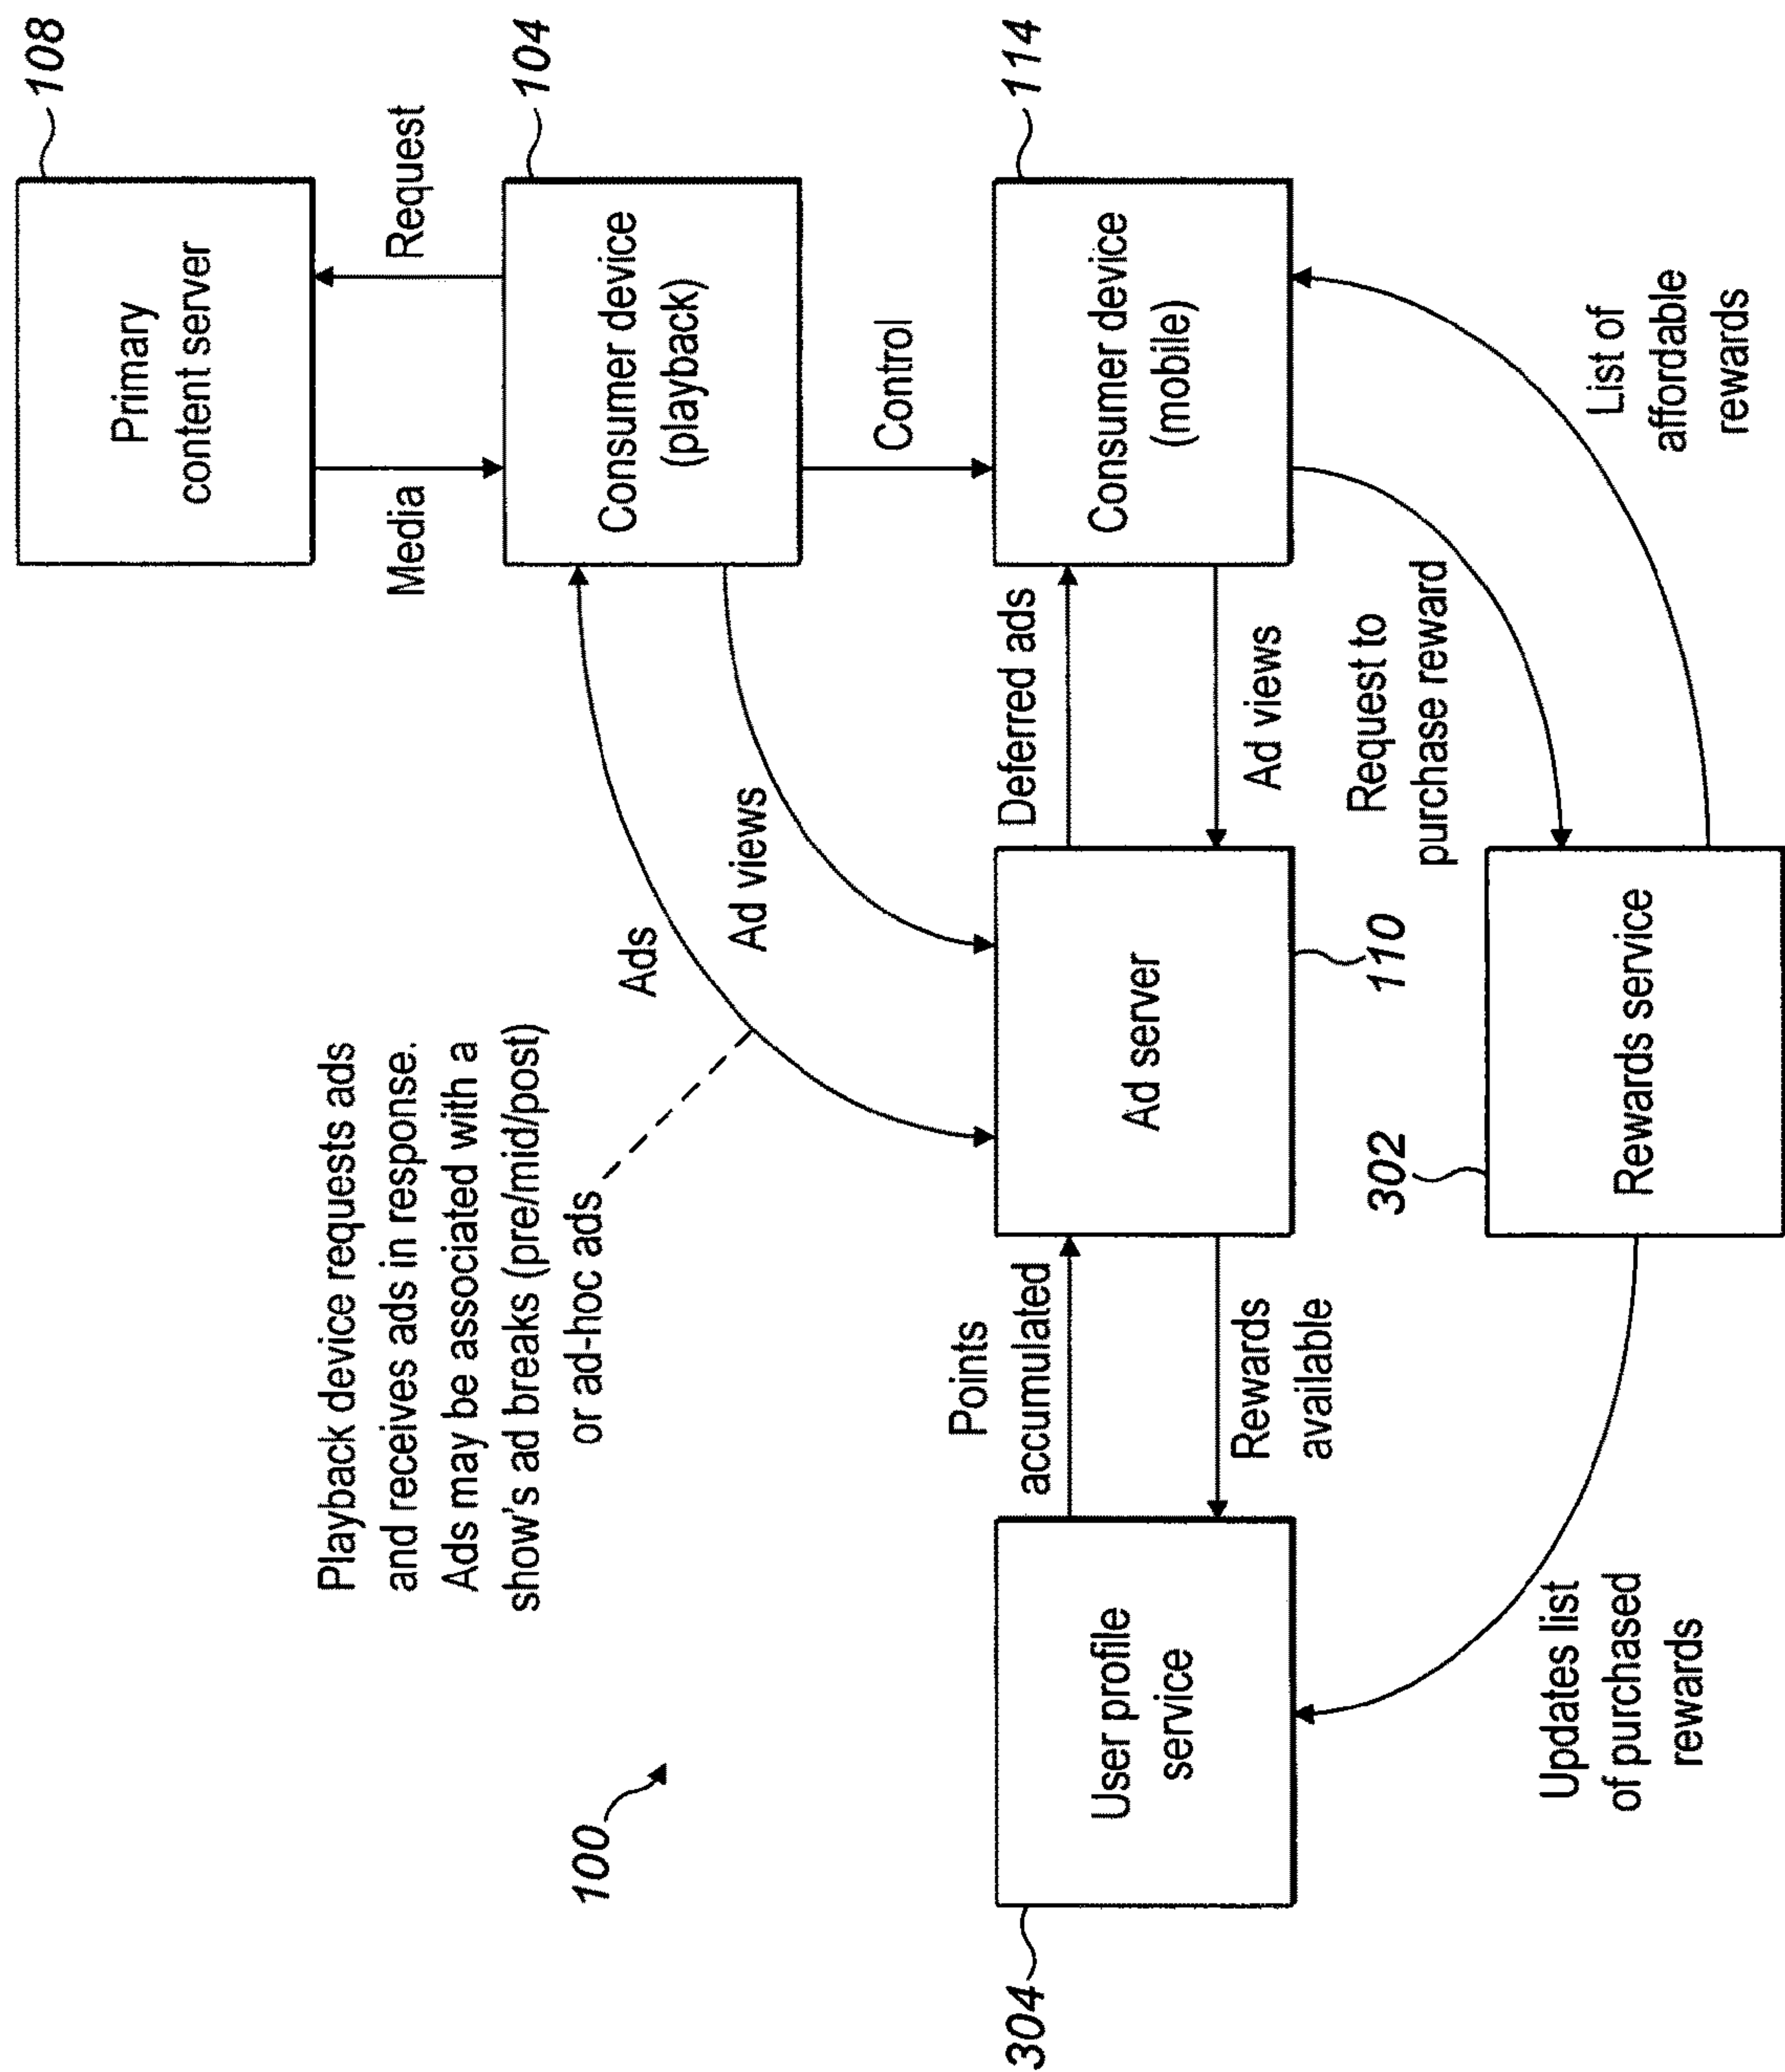 Playback device requests ads
and receives ads in response.
Ads may be associated with a
show's ad breaks (pre/mid/post)
or ad-hoc ads
100
108
Primary
content server
Media
Request
104
Consumer device
(playback)
Ads
Ad views
Control
114
Consumer device
(mobile)
Deferred ads
Ad views
Ad server
110
Points
accumulated
Rewards
available
User profile
service
304
Request to
purchase reward
List of
affordable
rewards
302
Rewards service
Updates list
of purchased
rewards